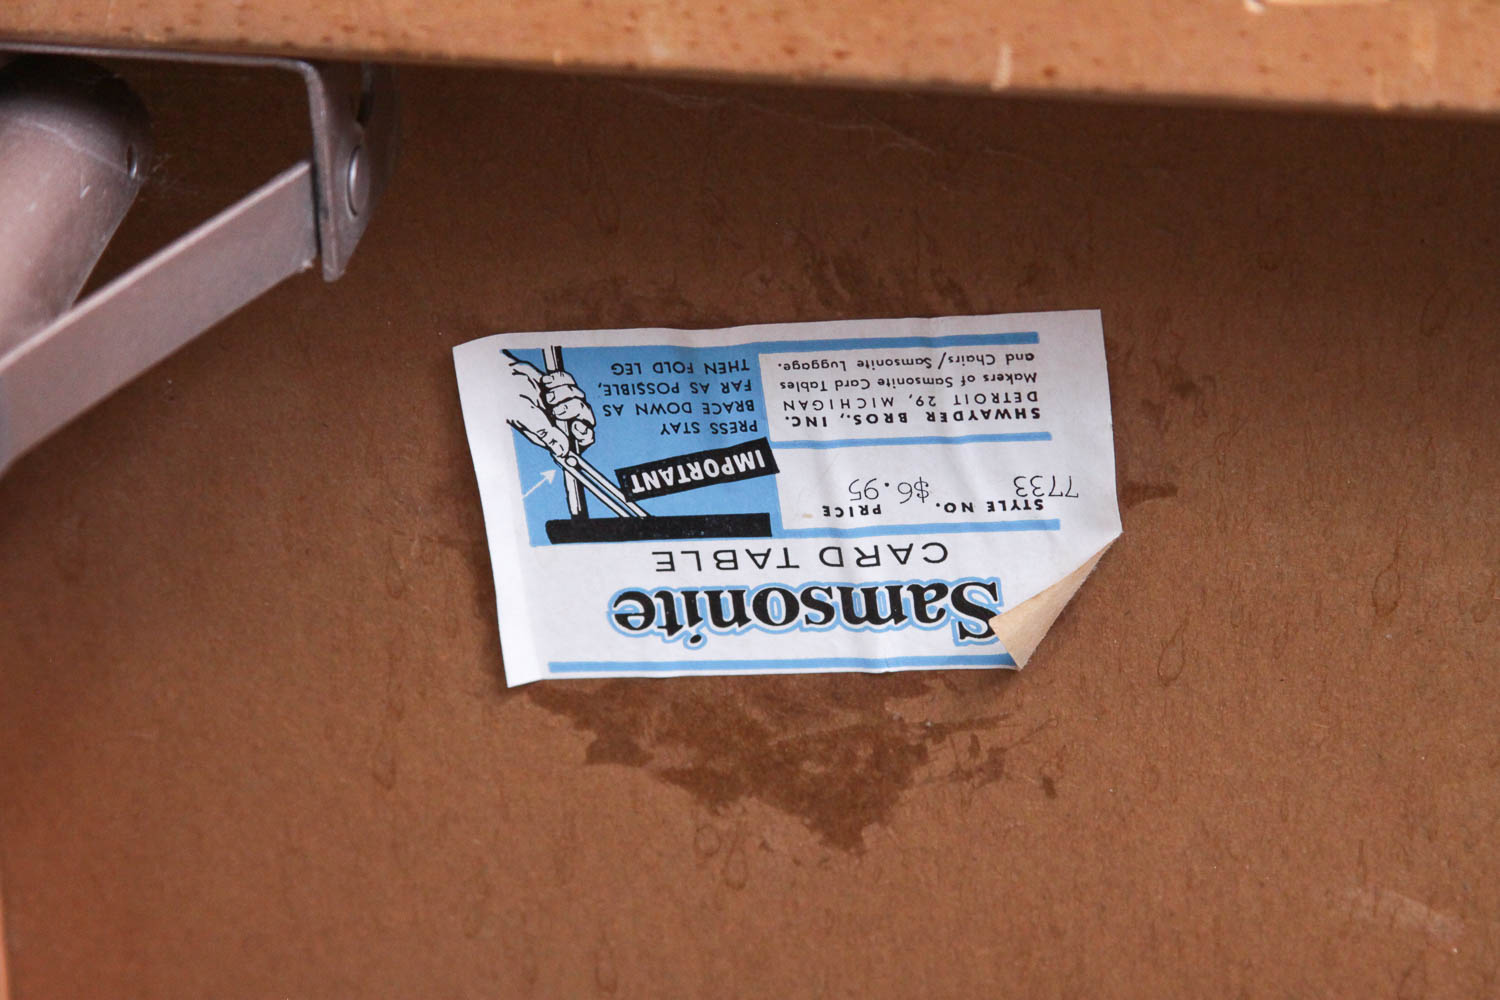 Samsonite
CARD TABLE
STYLE NO. PRICE
7733 $6.95
SHWAYDER BROS., INC.
DETROIT 29, MICHIGAN
Makers of Samsonite Card Tables
and Chairs/Samsonite Luggage.
IMPORTANT
PRESS STAY
BRACE DOWN AS
FAR AS POSSIBLE,
THEN FOLD LEG